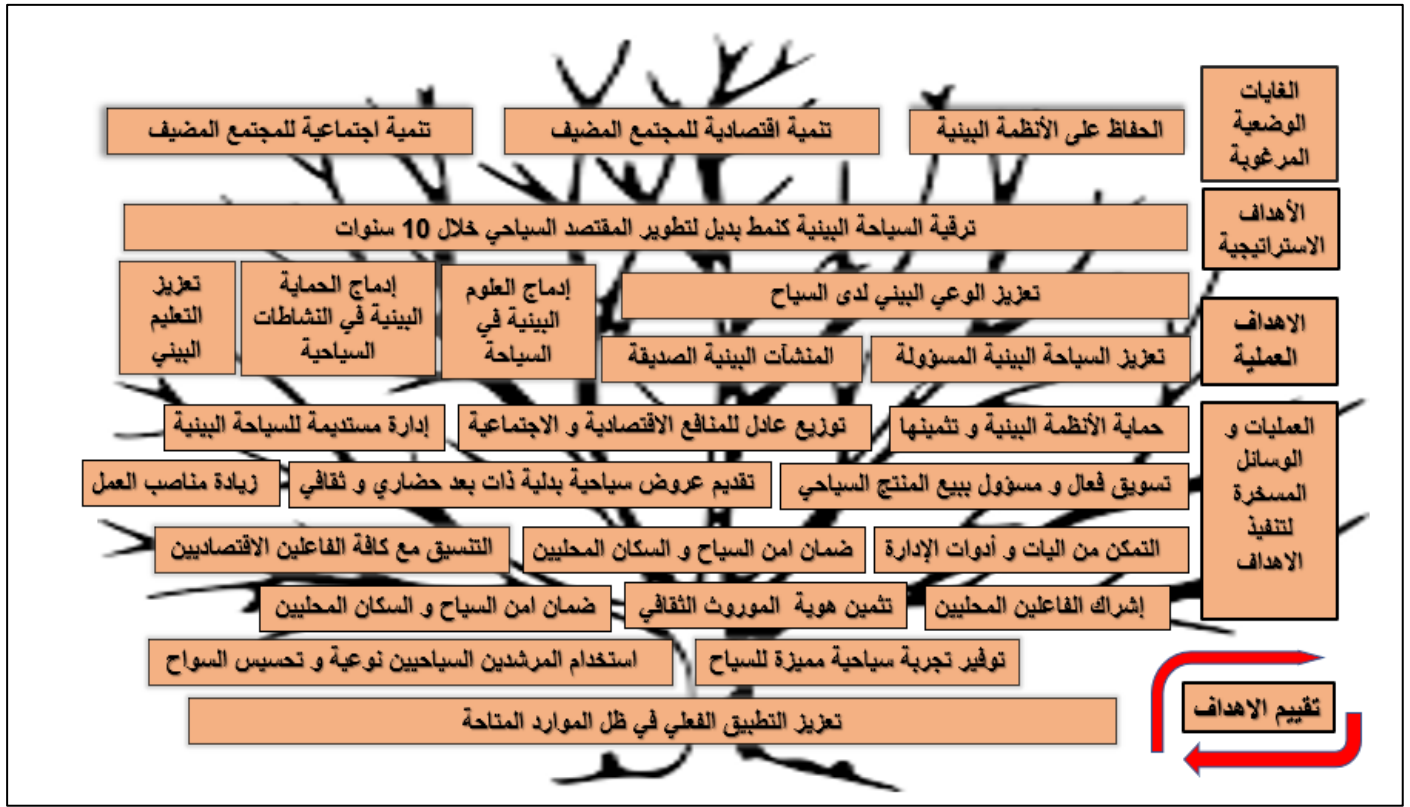 الغايات
الوضعية
المرغوبة
الحفاظ على الأنظمة البيئية
تنمية اقتصادية للمجتمع المضيف
تنمية اجتماعية للمجتمع المضيف
الأهداف
الاستراتيجية
ترقية السياحة البيئية كنمط بديل لتطوير المقتصد السياحي خلال 10 سنوات
الاهداف
العملية
تعزيز الوعي البيئي لدى السياح
إدماج العلوم
البيئية في
السياحة
إدماج الحماية
البيئية في النشاطات
السياحية
تعزيز
التعليم
البيئي
تعزيز السياحة البيئية المسؤولة
المنشآت البيئية الصديقة
العمليات و
الوسائل
المسخرة
لتنفيذ
الاهداف
حماية الأنظمة البيئية و تثمينها
توزيع عادل للمنافع الاقتصادية و الاجتماعية
إدارة مستديمة للسياحة البيئية
تسويق فعال و مسؤول ببيع المنتج السياحي
تقديم عروض سياحية بدلية ذات بعد حضاري و ثقافي
زيادة مناصب العمل
التمكن من اليات و أدوات الإدارة
ضمان امن السياح و السكان المحليين
التنسيق مع كافة الفاعلين الاقتصاديين
إشراك الفاعلين المحليين
تثمين هوية الموروث الثقافي
ضمان امن السياح و السكان المحليين
توفير تجربة سياحية مميزة للسياح
استخدام المرشدين السياحيين نوعية و تحسيس السواح
تقييم الاهداف
تعزيز التطبيق الفعلي في ظل الموارد المتاحة